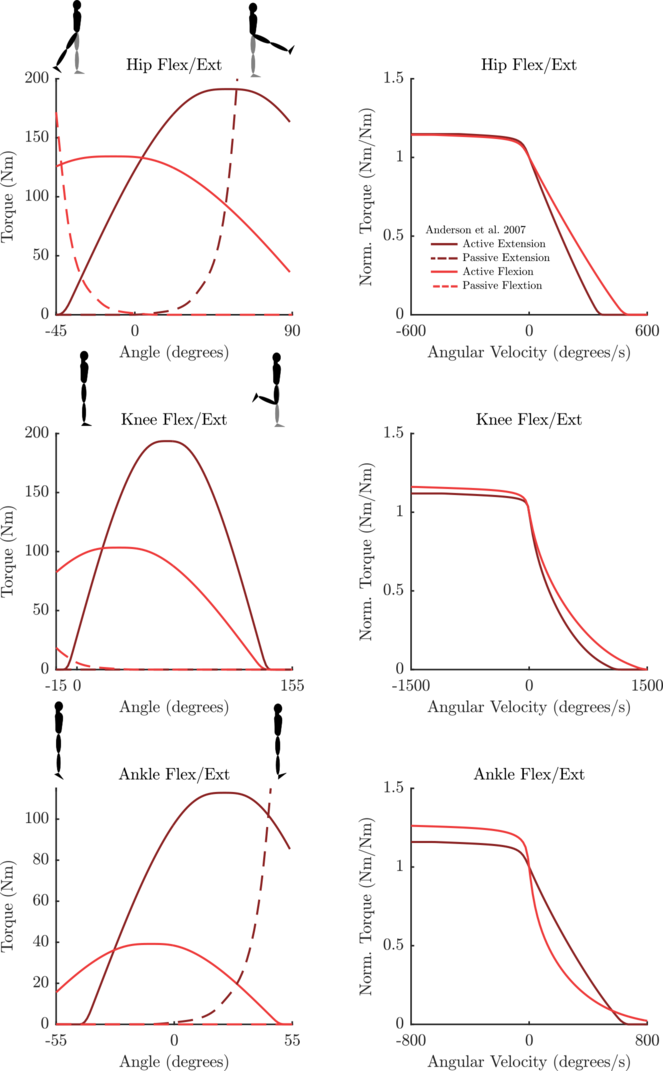 Hip Flex/Ext
200
150
100
50
0
-45 0 90
Torque (Nm)
Angle (degrees)
Hip Flex/Ext
1.5
1
0.5
0
-600 0 600
Norm. Torque (Nm/Nm)
Angular Velocity (degrees/s)
Anderson et al. 2007
Active Extension
Passive Extension
Active Flexion
Passive Flextion
Knee Flex/Ext
200
150
100
50
0
-15 0 155
Torque (Nm)
Angle (degrees)
Knee Flex/Ext
1.5
1
0.5
0
-1500 0 1500
Norm. Torque (Nm/Nm)
Angular Velocity (degrees/s)
Ankle Flex/Ext
100
80
60
40
20
0
-55 0 55
Torque (Nm)
Angle (degrees)
Ankle Flex/Ext
1.5
1
0.5
0
-800 0 800
Norm. Torque (Nm/Nm)
Angular Velocity (degrees/s)